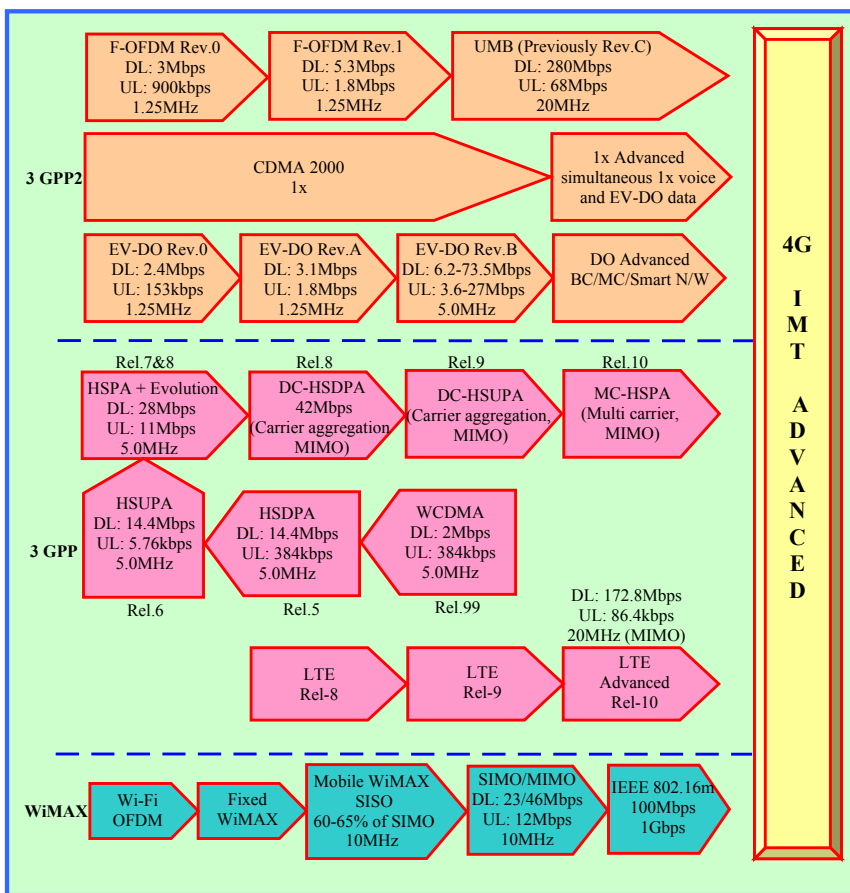 F-OFDM Rev.0
DL: 3Mbps
UL: 900kbps
1.25MHz
F-OFDM Rev.1
DL: 5.3Mbps
UL: 1.8Mbps
1.25MHz
UMB (Previously Rev.C)
DL: 280Mbps
UL: 68Mbps
20MHz
3 GPP2
CDMA 2000
1x
1x Advanced
simultaneous 1x voice
and EV-DO data
EV-DO Rev.0
DL: 2.4Mbps
UL: 153kbps
1.25MHz
EV-DO Rev.A
DL: 3.1Mbps
UL: 1.8Mbps
1.25MHz
EV-DO Rev.B
DL: 6.2-73.5Mbps
UL: 3.6-27Mbps
5.0MHz
DO Advanced
BC/MC/Smart N/W
Rel.7&8
HSPA + Evolution
DL: 28Mbps
UL: 11Mbps
5.0MHz
Rel.8
DC-HSDPA
42Mbps
(Carrier aggregation
MIMO)
Rel.9
DC-HSUPA
(Carrier aggregation,
MIMO)
Rel.10
MC-HSPA
(Multi carrier,
MIMO)
3 GPP
HSUPA
DL: 14.4Mbps
UL: 5.76kbps
5.0MHz
Rel.6
HSDPA
DL: 14.4Mbps
UL: 384kbps
5.0MHz
Rel.5
WCDMA
DL: 2Mbps
UL: 384kbps
5.0MHz
Rel.99
LTE
Rel-8
LTE
Rel-9
DL: 172.8Mbps
UL: 86.4kbps
20MHz (MIMO)
LTE
Advanced
Rel-10
WiMAX
Wi-Fi
OFDM
Fixed
WiMAX
Mobile WiMAX
SISO
60-65% of SIMO
10MHz
SIMO/MIMO
DL: 23/46Mbps
UL: 12Mbps
10MHz
IEEE 802.16m
100Mbps
1Gbps
4G
IMT
ADVANCED